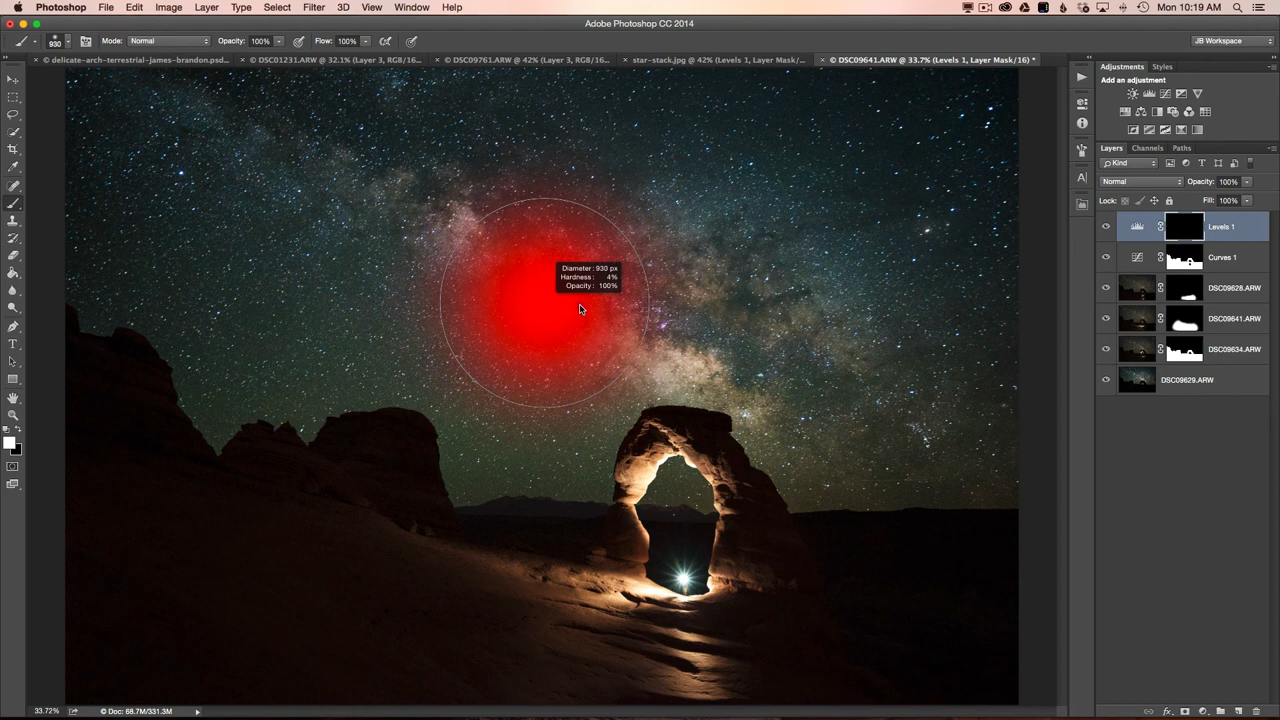 Photoshop File Edit Image Layer Type Select Filter 3D View Window Help
Mon 10:19 AM
Adobe Photoshop CC 2014
930 Mode: Normal Opacity: 100% Flow: 100%
JB Workspace
© delicate-arch-terrestrial-james-brandon.psd...
© DSC01231.ARW @ 32.1% (Layer 3, RGB/16...
© DSC09761.ARW @ 42% (Layer 3, RGB/16...
star-stack.jpg @ 42% (Levels 1, Layer Mask/...
© DSC09641.ARW @ 33.7% (Levels 1, Layer Mask/16) *
Adjustments Styles
Add an adjustment
Layers Channels Paths
Kind
Normal Opacity: 100%
Lock: Fill: 100%
Levels 1
Curves 1
DSC09628.ARW
DSC09641.ARW
DSC09634.ARW
DSC09629.ARW
Diameter: 930 px
Hardness: 4%
Opacity: 100%
33.72% © Doc: 68.7M/331.3M